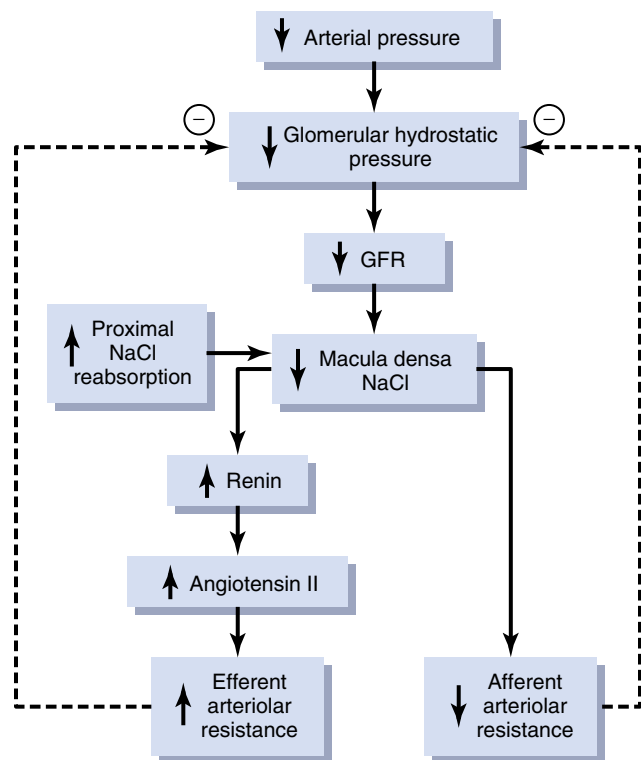 Arterial pressure
−
−
Glomerular hydrostatic
pressure
GFR
Proximal
NaCl
reabsorption
Macula densa
NaCl
Renin
Angiotensin II
Efferent
arteriolar
resistance
Afferent
arteriolar
resistance